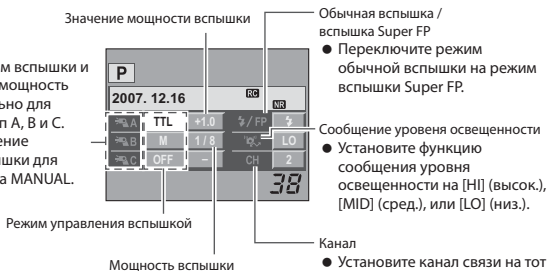 Значение мощности вспышки
Обычная вспышка /
вспышка Super FP
● Переключите режим
обычной вспышки на режим
вспышки Super FP.
м вспышки и
мощность
ьно для
п A, B и C.
ение
ышки для
а MANUAL.
P
2007. 12.16 RC NR
A TTL +1.0 /FP
B M 1 / 8 LO
C OFF – CH 2
38
Сообщение уровеня освещенности
● Установите функцию
сообщения уровня
освещенности на [HI] (высок.),
[MID] (сред.), или [LO] (низ.).
Режим управления вспышкой
Мощность вспышки
Канал
● Установите канал связи на тот